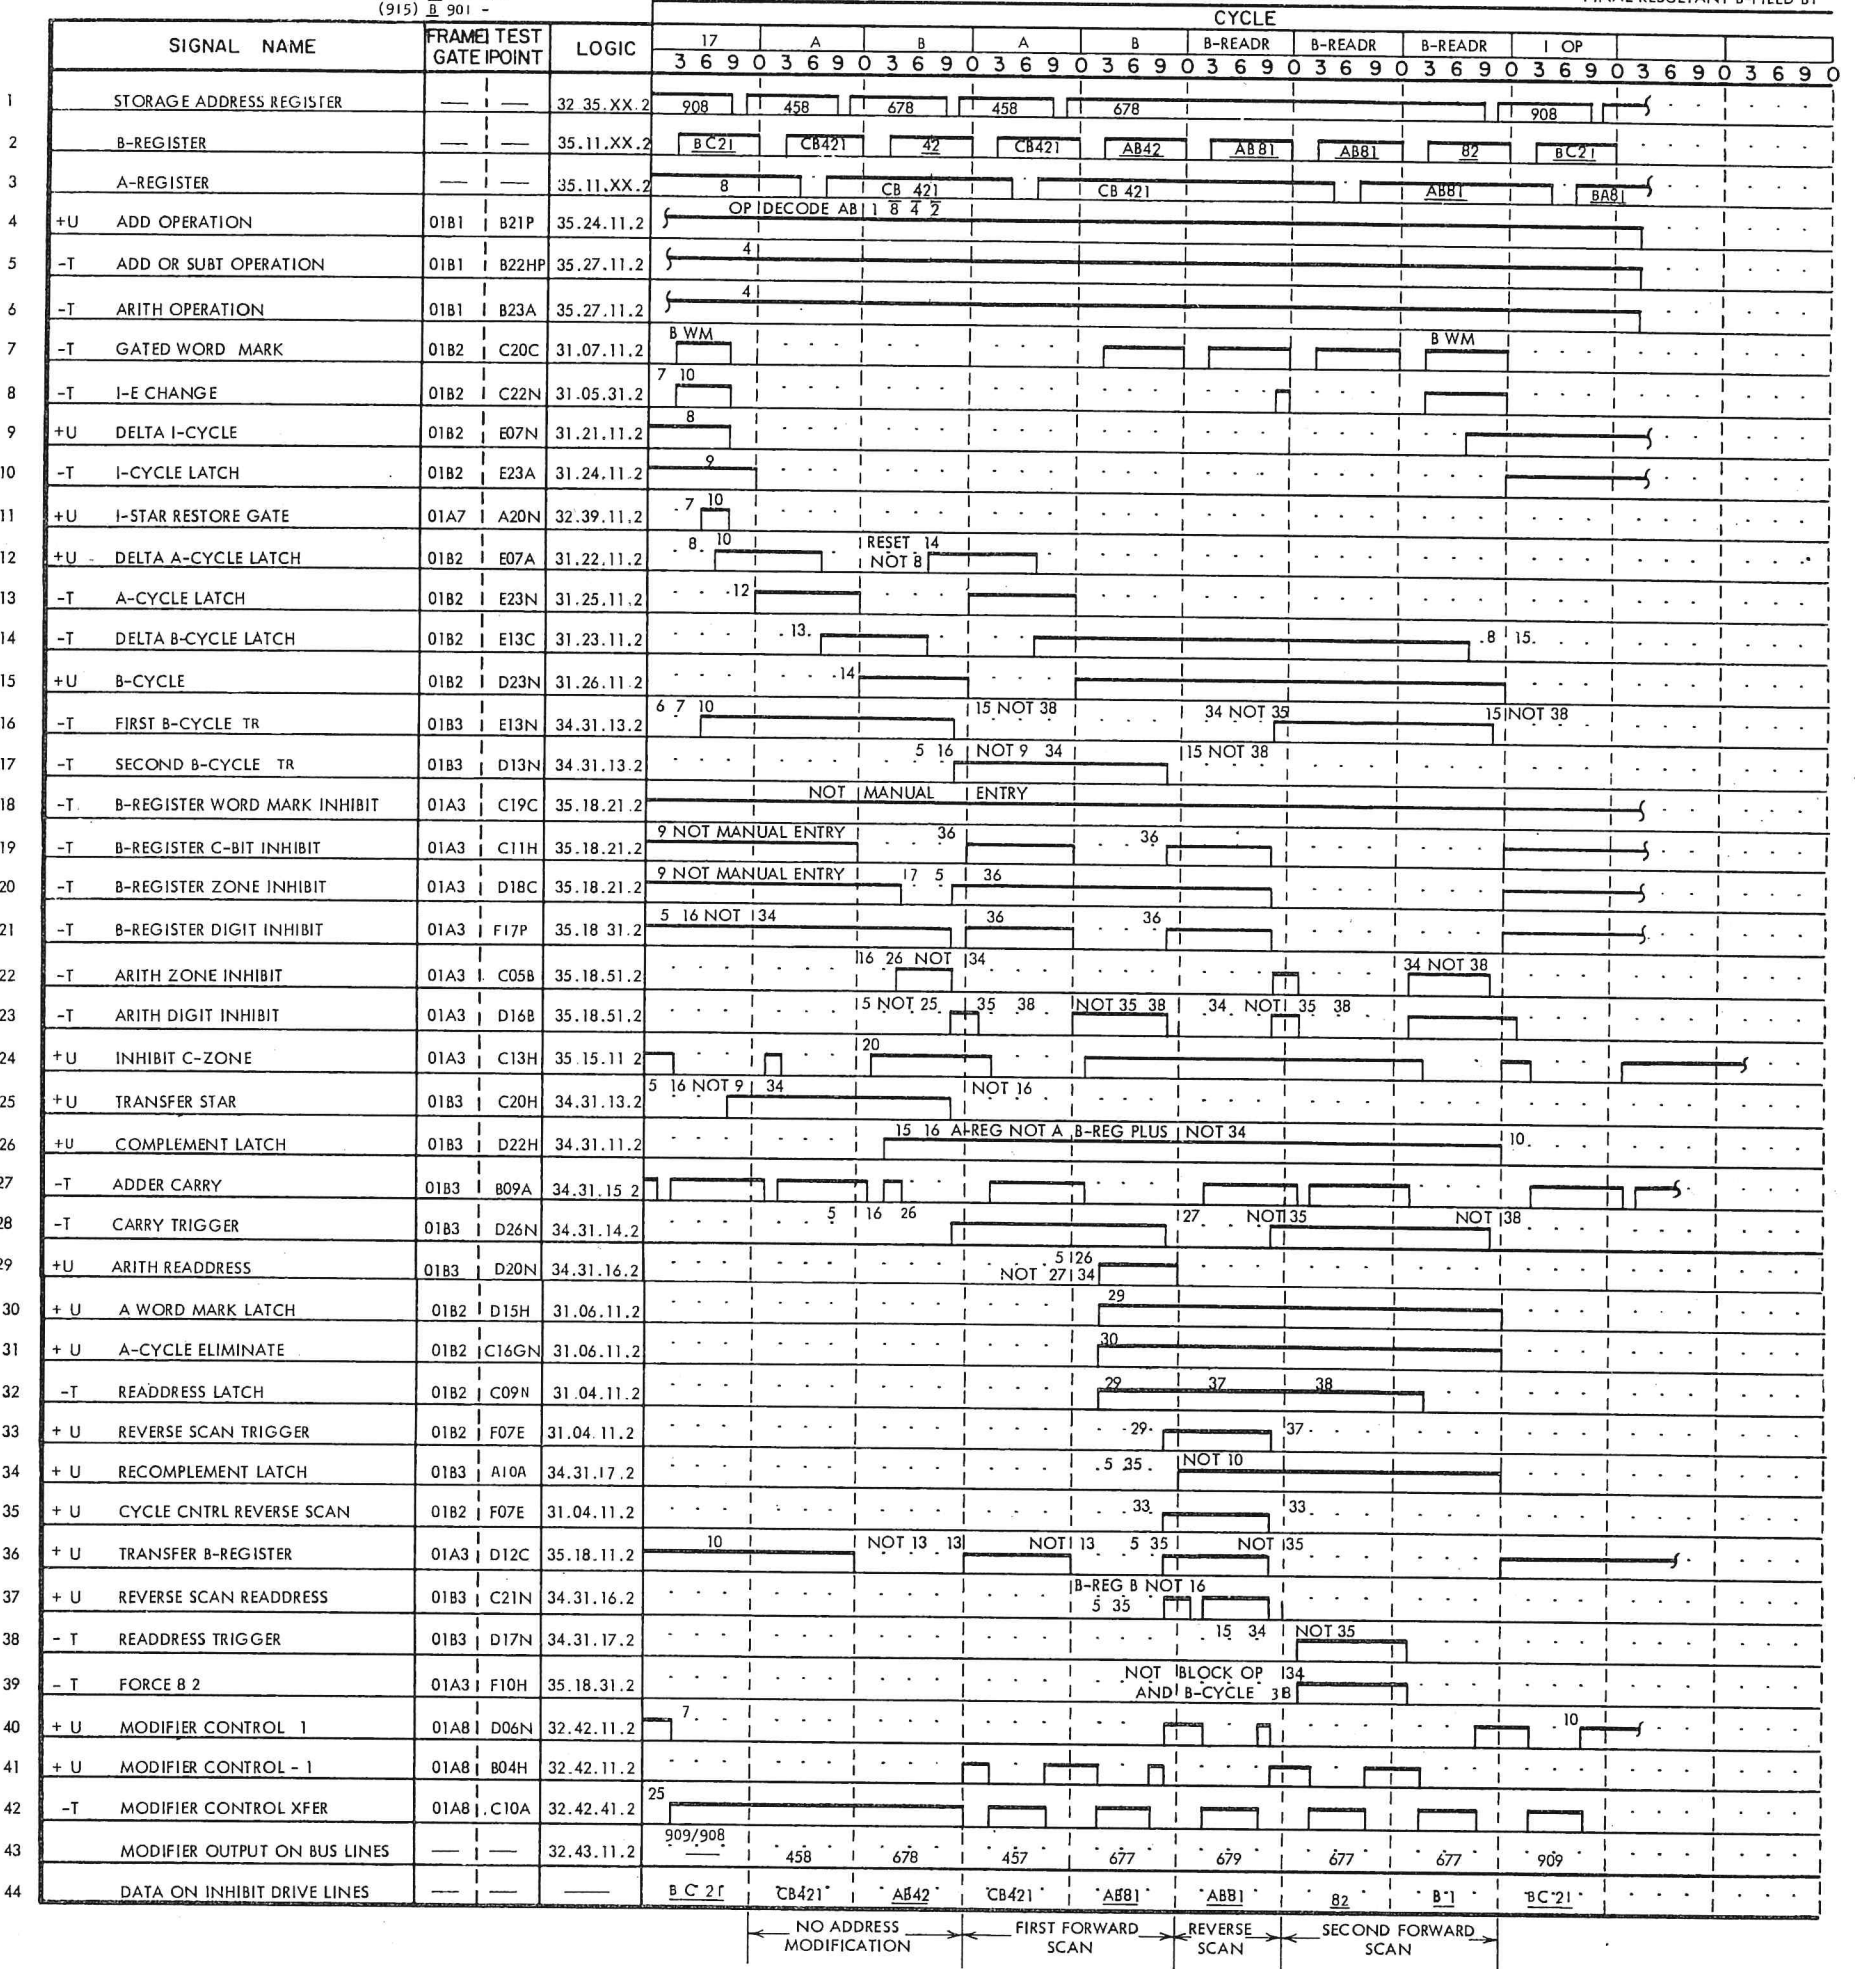 (915) B 901 -
CYCLE
SIGNAL NAME FRAME GATE TEST POINT LOGIC 17 A B A B B-READR B-READR B-READR I OP
3 6 9 0 3 6 9 0 3 6 9 0 3 6 9 0 3 6 9 0 3 6 9 0 3 6 9 0 3 6 9 0 3 6 9 0 3 6 9 0 3 6 9 0
1 STORAGE ADDRESS REGISTER — — 32 35.XX.2 908 458 678 458 678 908
2 B-REGISTER — — 35.11.XX.2 BC21 CB421 42 CB421 AB42 AB81 AB81 82 BC21
3 A-REGISTER — — 35.11.XX.2 8 CB 421 CB 421 AB81 BA81
OP DECODE AB 1 8 4 2
4 +U ADD OPERATION 01B1 B21P 35.24.11.2
5 -T ADD OR SUBT OPERATION 01B1 B22HP 35.27.11.2 4
6 -T ARITH OPERATION 01B1 B23A 35.27.11.2 4
7 -T GATED WORD MARK 01B2 C20C 31.07.11.2 B WM B WM
8 -T I-E CHANGE 01B2 C22N 31.05.31.2 7 10
9 +U DELTA I-CYCLE 01B2 E07N 31.21.11.2 8
10 -T I-CYCLE LATCH 01B2 E23A 31.24.11.2 9
11 +U I-STAR RESTORE GATE 01A7 A20N 32.39.11.2 7 10
12 +U DELTA A-CYCLE LATCH 01B2 E07A 31.22.11.2 8 10 RESET 14 NOT 8
13 -T A-CYCLE LATCH 01B2 E23N 31.25.11.2 12
14 -T DELTA B-CYCLE LATCH 01B2 E13C 31.23.11.2 13 8 15
15 +U B-CYCLE 01B2 D23N 31.26.11.2 14
16 -T FIRST B-CYCLE TR 01B3 E13N 34.31.13.2 6 7 10 15 NOT 38 34 NOT 35 15 NOT 38
17 -T SECOND B-CYCLE TR 01B3 D13N 34.31.13.2 5 16 NOT 9 34 15 NOT 38
18 -T B-REGISTER WORD MARK INHIBIT 01A3 C19C 35.18.21.2 NOT MANUAL ENTRY
19 -T B-REGISTER C-BIT INHIBIT 01A3 C11H 35.18.21.2 9 NOT MANUAL ENTRY 36 36
20 -T B-REGISTER ZONE INHIBIT 01A3 D18C 35.18.21.2 9 NOT MANUAL ENTRY 17 5 36
21 -T B-REGISTER DIGIT INHIBIT 01A3 F17P 35.18 31.2 5 16 NOT 34 36 36
22 -T ARITH ZONE INHIBIT 01A3 C05B 35.18.51.2 16 26 NOT 34 34 NOT 38
23 -T ARITH DIGIT INHIBIT 01A3 D16B 35.18.51.2 15 NOT 25 35 38 NOT 35 38 34 NOT 35 38
24 +U INHIBIT C-ZONE 01A3 C13H 35.15.11 2 20
25 +U TRANSFER STAR 01B3 C20H 34.31.13.2 5 16 NOT 9 34 NOT 16
26 +U COMPLEMENT LATCH 01B3 D22H 34.31.11.2 15 16 A-REG NOT A B-REG PLUS NOT 34 10
27 -T ADDER CARRY 01B3 B09A 34.31.15 2
28 -T CARRY TRIGGER 01B3 D26N 34.31.14.2 5 16 26 27 NOT 35 NOT 38
29 +U ARITH READDRESS 01B3 D20N 34.31.16.2 5 26 NOT 27 34
30 + U A WORD MARK LATCH 01B2 D15H 31.06.11.2 29
31 + U A-CYCLE ELIMINATE 01B2 C16GN 31.06.11.2 30
32 -T READDRESS LATCH 01B2 C09N 31.04.11.2 29 37 38
33 + U REVERSE SCAN TRIGGER 01B2 F07E 31.04.11.2 29 37
34 + U RECOMPLEMENT LATCH 01B3 A10A 34.31.17.2 5 35 NOT 10
35 + U CYCLE CNTRL REVERSE SCAN 01B2 F07E 31.04.11.2 33 33
36 + U TRANSFER B-REGISTER 01A3 D12C 35.18.11.2 10 NOT 13 13 NOT 13 5 35 NOT 35
37 + U REVERSE SCAN READDRESS 01B3 C21N 34.31.16.2 B-REG B NOT 16 5 35
38 - T READDRESS TRIGGER 01B3 D17N 34.31.17.2 15 34 NOT 35
39 - T FORCE 8 2 01A3 F10H 35.18.31.2 NOT BLOCK OP 34 AND B-CYCLE 38
40 + U MODIFIER CONTROL 1 01A8 D06N 32.42.11.2 7 10
41 + U MODIFIER CONTROL - 1 01A8 B04H 32.42.11.2
42 -T MODIFIER CONTROL XFER 01A8 C10A 32.42.41.2 25
43 MODIFIER OUTPUT ON BUS LINES — — 32.43.11.2 909/908 458 678 457 677 679 677 677 909
44 DATA ON INHIBIT DRIVE LINES — — — B C 21 CB421 AB42 CB421 AB81 AB81 82 B 1 BC 21
NO ADDRESS MODIFICATION FIRST FORWARD SCAN REVERSE SCAN SECOND FORWARD SCAN